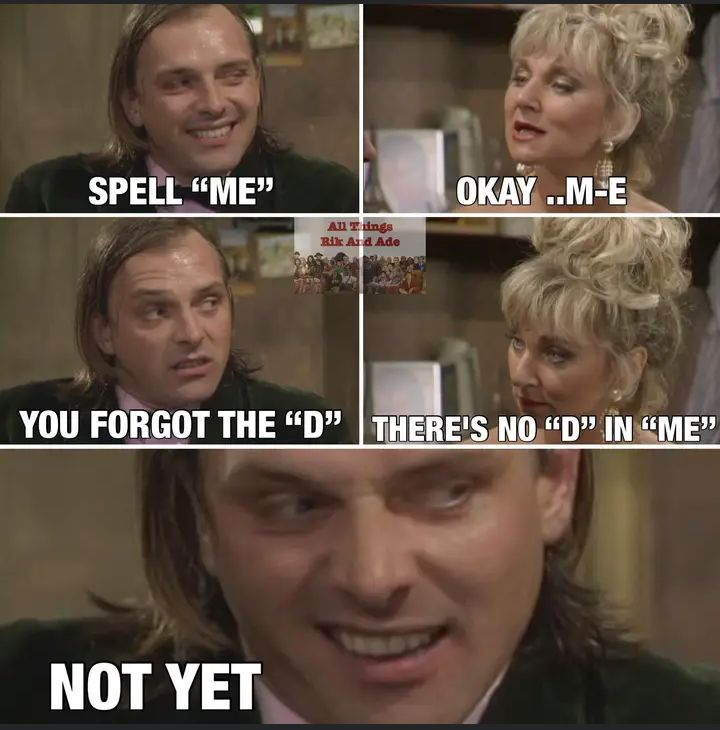 SPELL “ME”
OKAY ..M-E
All Things
Rik And Ade
YOU FORGOT THE “D”
THERE'S NO “D” IN “ME”
NOT YET